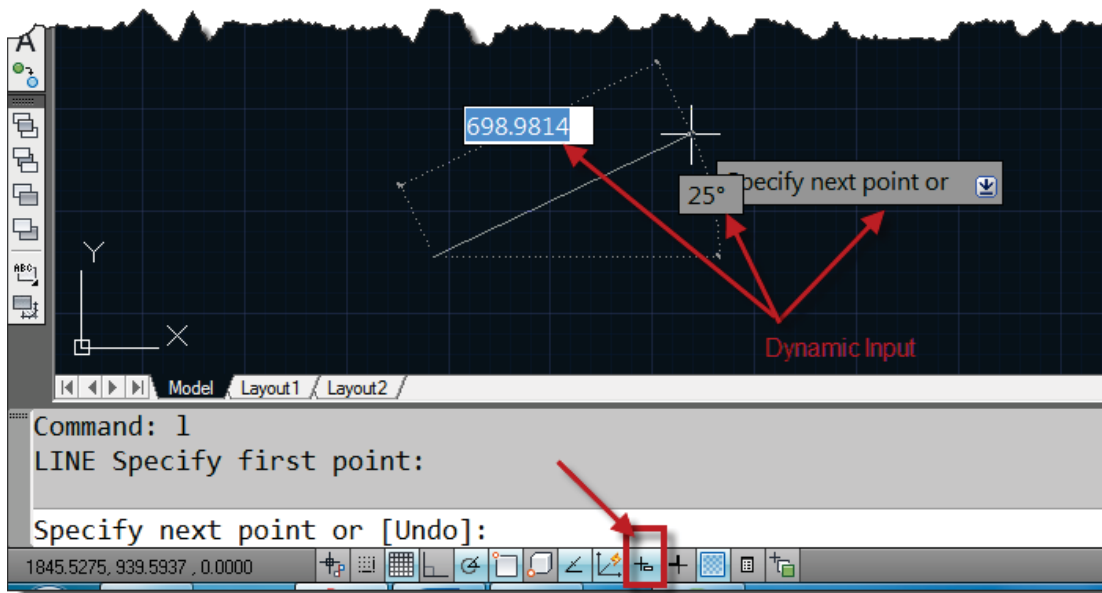 A
698.9814
Specify next point or
25°
ABC
Y
X
Dynamic Input
Model Layout1 Layout2
Command: l
LINE Specify first point:
Specify next point or [Undo]:
1845.5275, 939.5937 , 0.0000